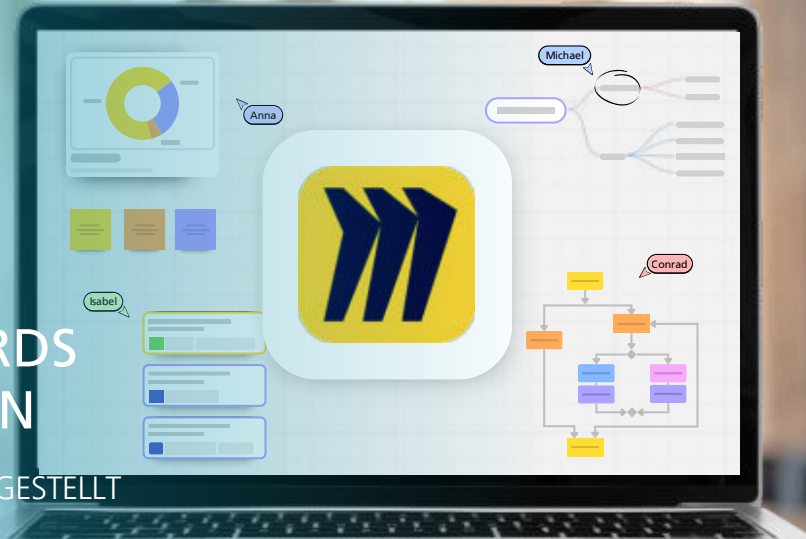 Michael
Anna
Conrad
Isabel
RDS
N
GESTELLT